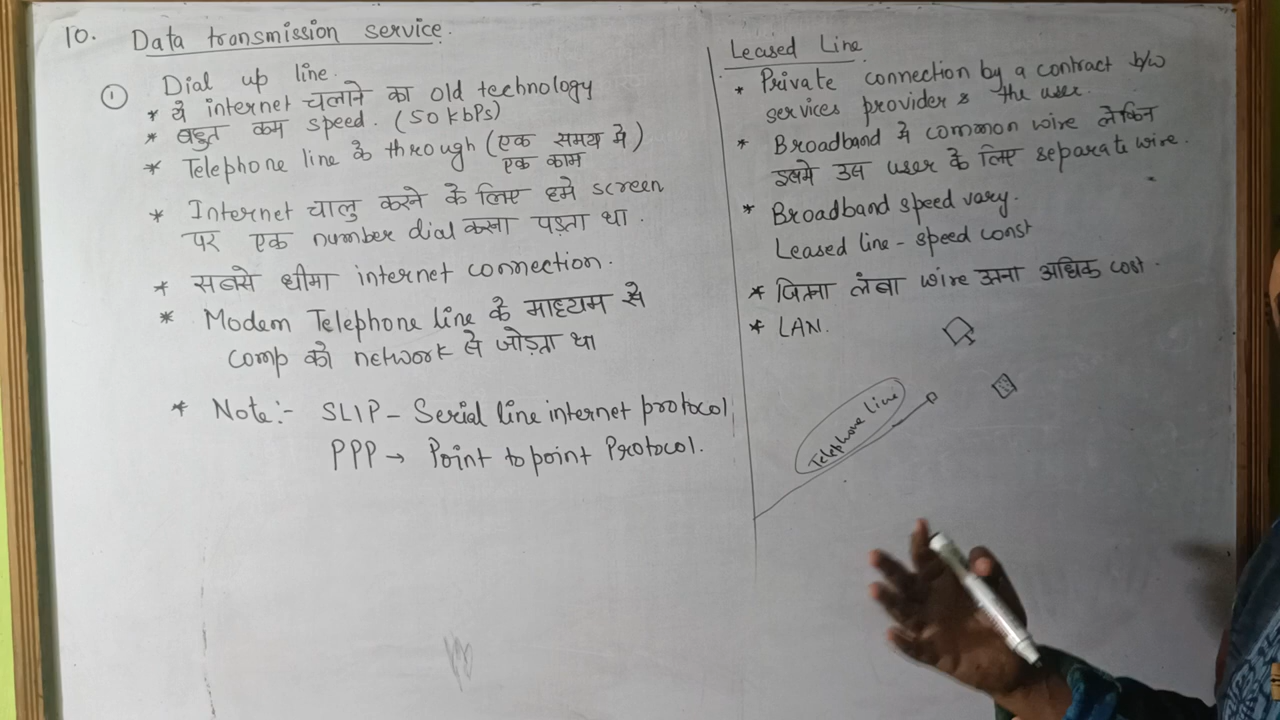 10. Data transmission service.
① Dial up line.
* ये internet चलाने का old technology
* बहुत कम speed. (50 kbPs)
* Telephone line के through (एक समय मे एक काम)
* Internet चालु करने के लिए हमे screen
पर एक number dial करना पड़ता था.
* सबसे धीमा internet connection.
* Modem Telephone line के माध्यम से
comp को network से जोड़ता था
* Note:- SLIP - Serial line internet protocol
PPP → Point to point Protocol.
Leased Line
* Private connection by a contract b/w
services provider & the user.
* Broadband मे common wire लेकिन
इसमे उस user के लिए separate wire.
* Broadband speed vary.
Leased line - speed const
* जितना लंबा wire उतना अधिक cost.
* LAN.
Telephone line